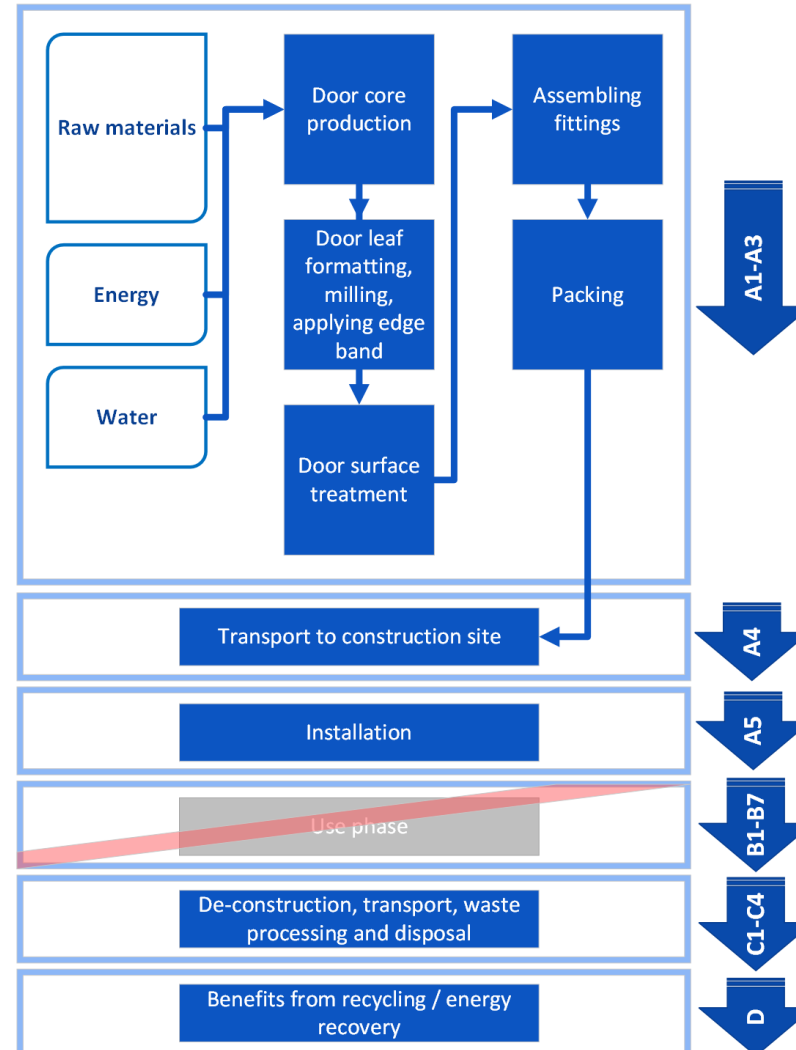 Raw materials
Energy
Water
Door core
production
Door leaf
formatting,
milling,
applying edge
band
Door surface
treatment
Assembling
fittings
Packing
A1-A3
Transport to construction site
A4
Installation
A5
Use phase
B1-B7
De-construction, transport, waste
processing and disposal
C1-C4
Benefits from recycling / energy
recovery
D